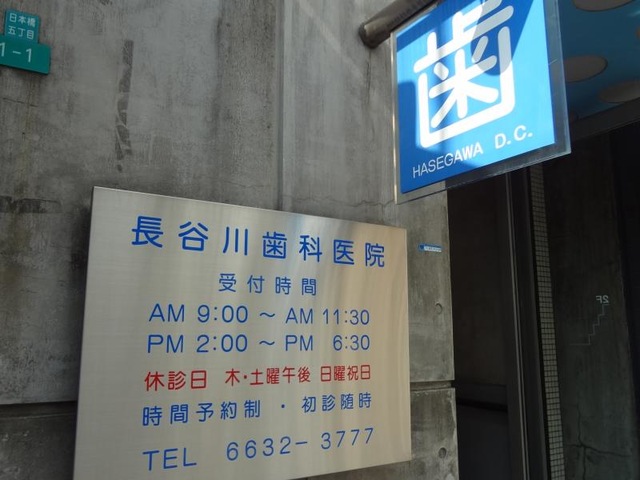 日本橋
五丁目
1-1
歯
HASEGAWA D.C.
長谷川歯科医院
受付時間
AM 9:00 ～ AM 11:30
PM 2:00 ～ PM 6:30
休診日 木・土曜午後 日曜祝日
時間予約制 ・ 初診随時
TEL 6632-3777
2F